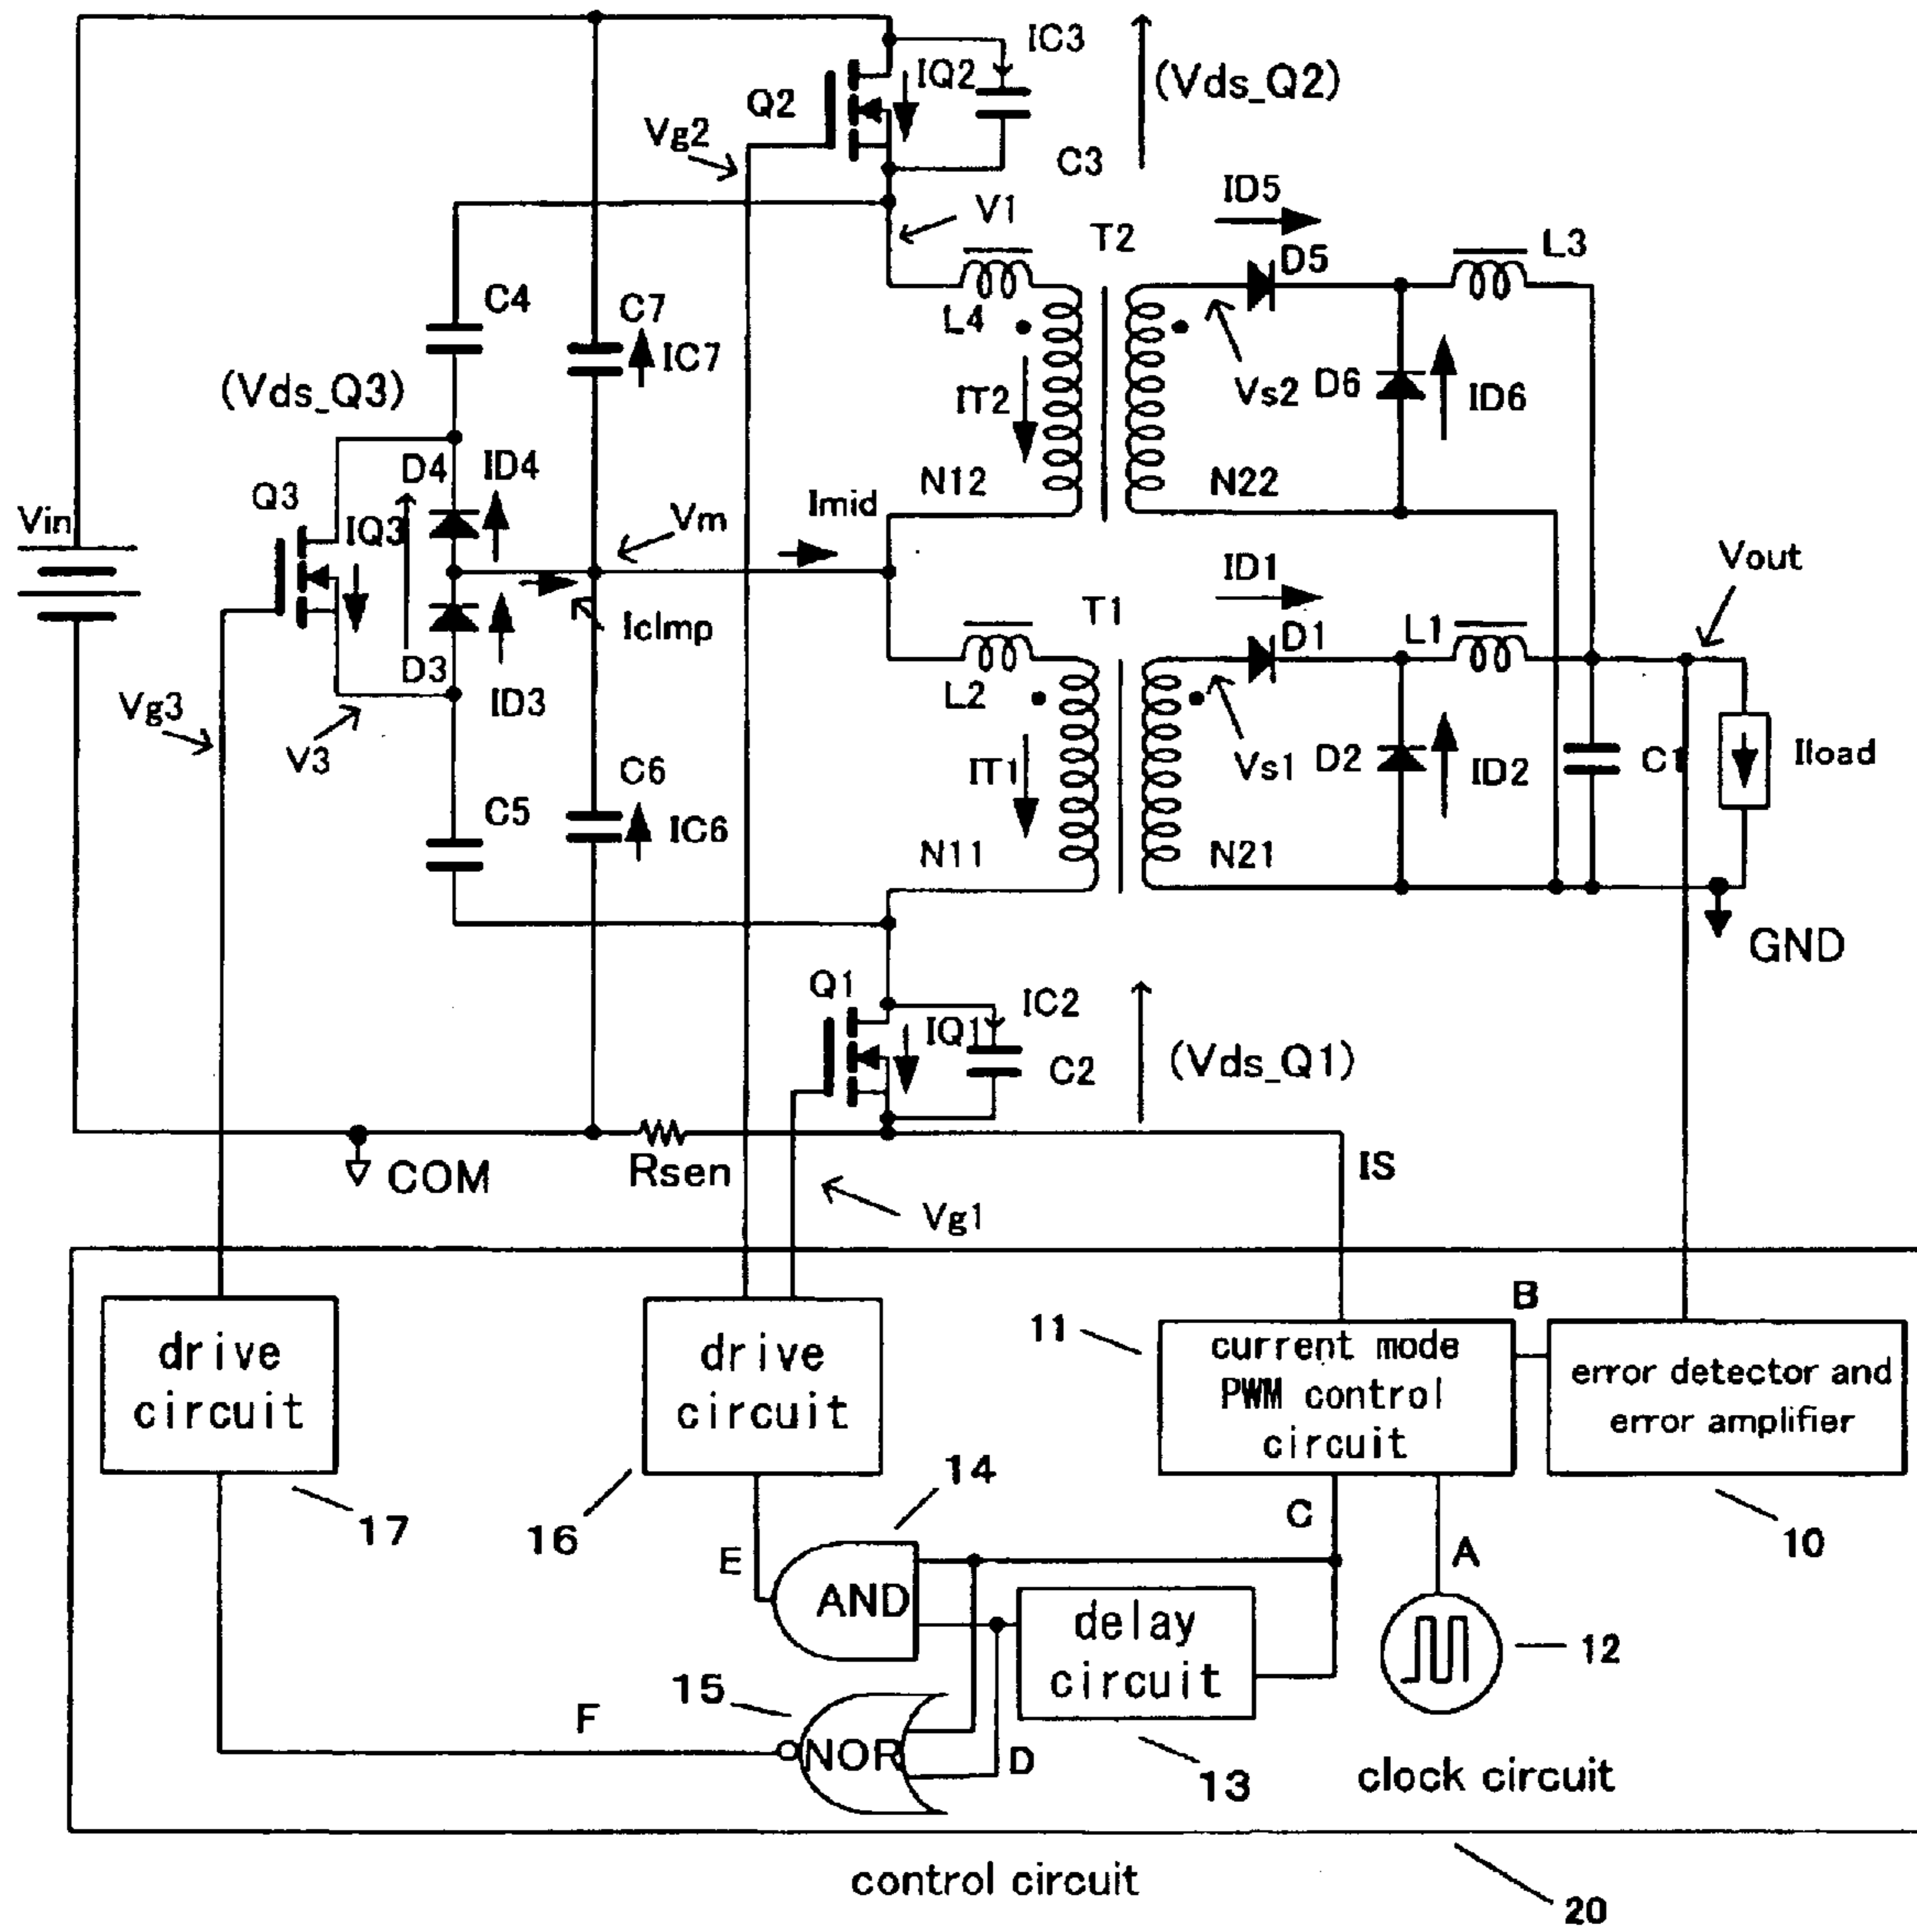 IC3
(Vds_Q2)
IQ2
Q2
Vg2
C3
ID5
V1
T2
L3
D5
C4
C7
L4
IC7
(Vds_Q3)
Vs2
D6
ID6
IT2
D4
ID4
N12
N22
Q3
Imid
Vin
IQ3
Vm
Vout
ID1
Iclmp
T1
D1
L1
D3
ID3
L2
Vg3
V3
IT1
Vs1
D2
ID2
C1
Iload
C6
C5
IC6
N11
N21
GND
Q1
IC2
IQ1
C2
(Vds_Q1)
COM
Rsen
IS
Vg1
B
11
drive
circuit
drive
circuit
current mode
PWM control
circuit
error detector and
error amplifier
14
17
16
C
10
E
A
AND
delay
circuit
12
15
F
NOR
D
13
clock circuit
control circuit
20